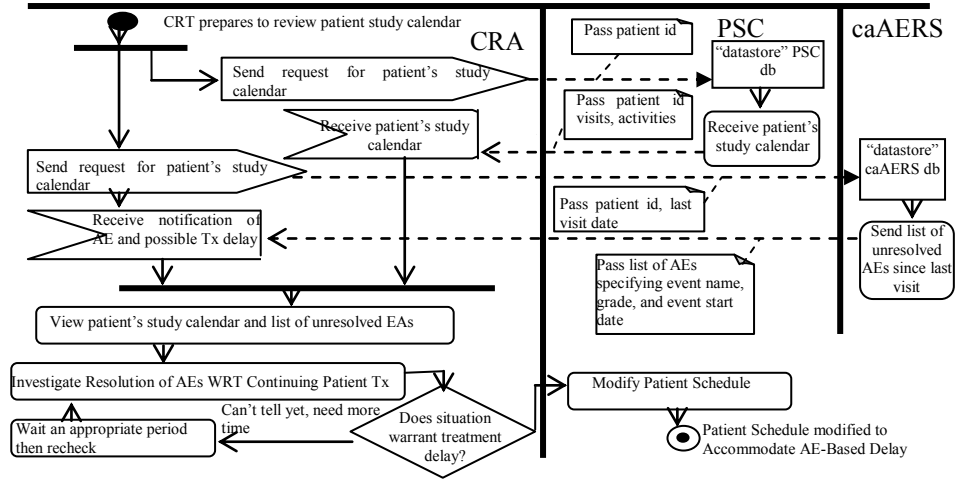 CRT prepares to review patient study calendar
CRA
PSC
caAERS
Pass patient id
Send request for patient's study
calendar
"datastore" PSC
db
Pass patient id
visits, activities
Receive patient's study
calendar
Receive patient's
study calendar
Send request for patient's study
calendar
"datastore"
caAERS db
Pass patient id, last
visit date
Receive notification of
AE and possible Tx delay
Send list of
unresolved
AEs since last
visit
Pass list of AEs
specifying event name,
grade, and event start
date
View patient's study calendar and list of unresolved EAs
Investigate Resolution of AEs WRT Continuing Patient Tx
Modify Patient Schedule
Can't tell yet, need more
time
Does situation
warrant treatment
delay?
Wait an appropriate period
then recheck
Patient Schedule modified to
Accommodate AE-Based Delay